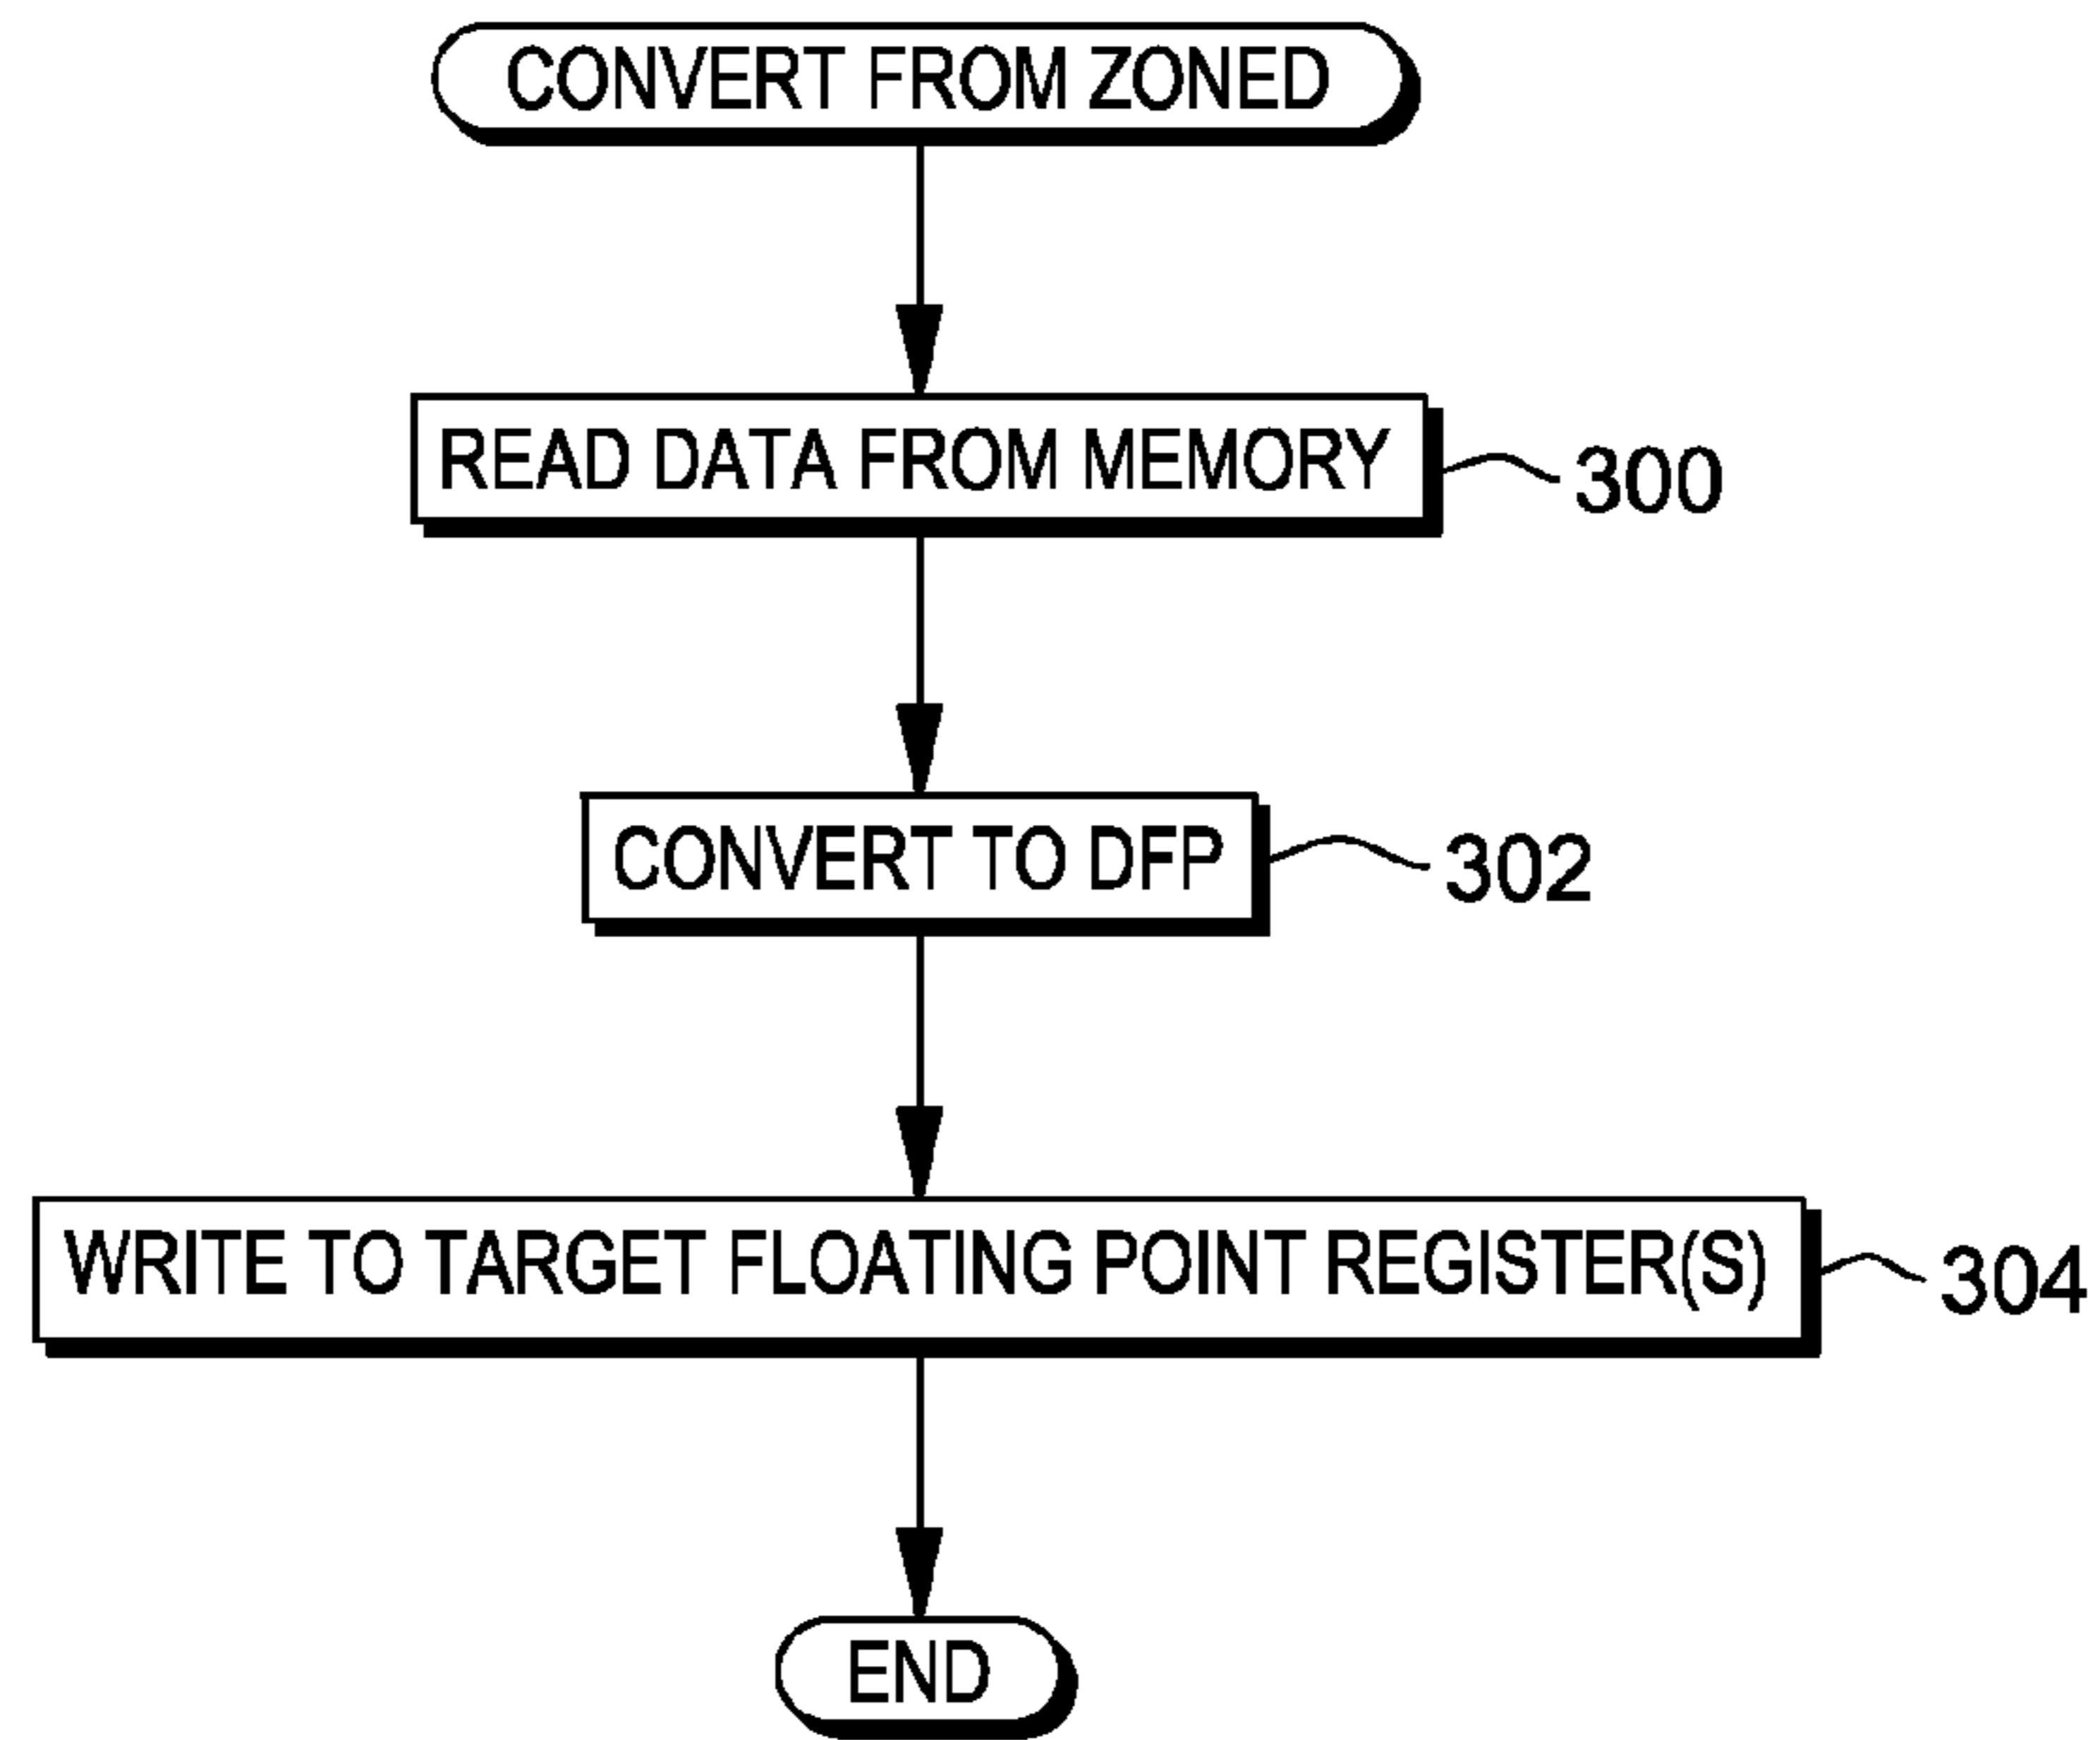 CONVERT FROM ZONED
READ DATA FROM MEMORY
300
CONVERT TO DFP
302
WRITE TO TARGET FLOATING POINT REGISTER(S)
304
END